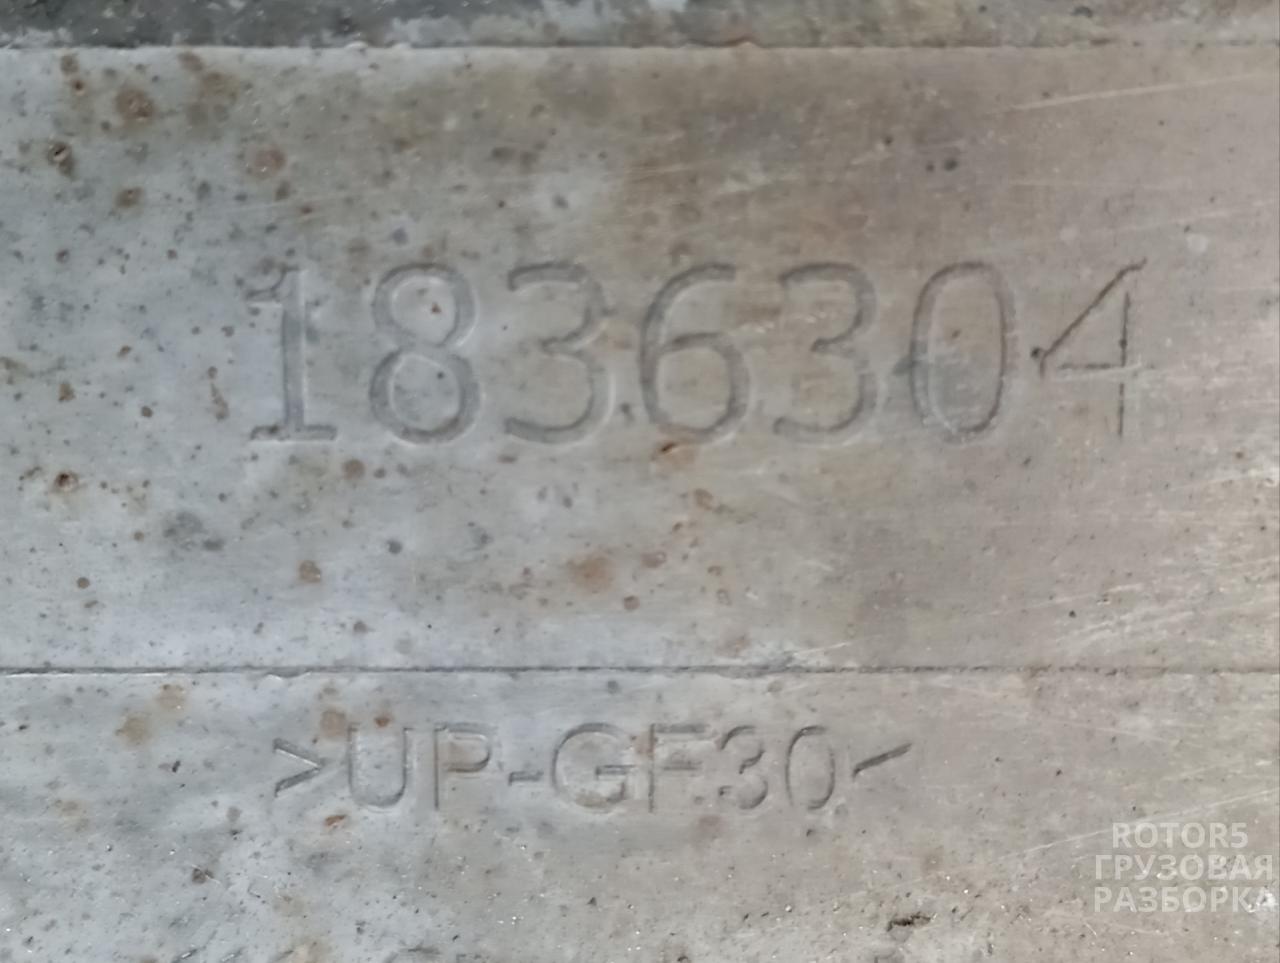 1836304
>UP-GF30<
ROTOR5
ГРУЗОВАЯ
РАЗБОРКА